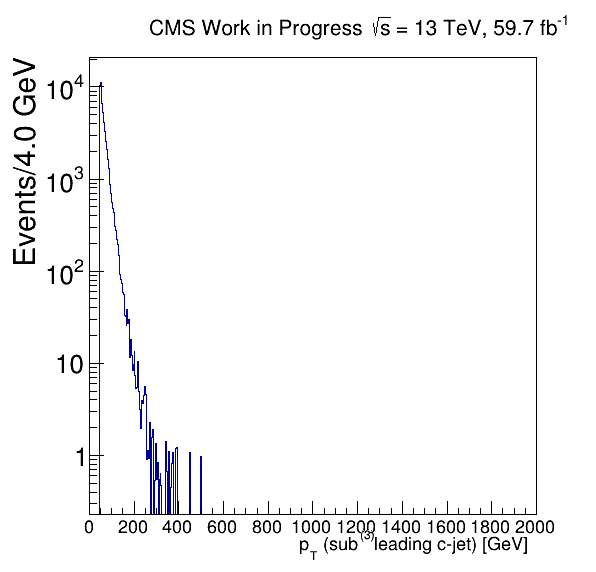 CMS Work in Progress √s = 13 TeV, 59.7 fb⁻¹
Events/4.0 GeV
10⁴
10³
10²
10
1
0 200 400 600 800 1000 1200 1400 1600 1800 2000
p_T (sub⁽³⁾leading c-jet) [GeV]